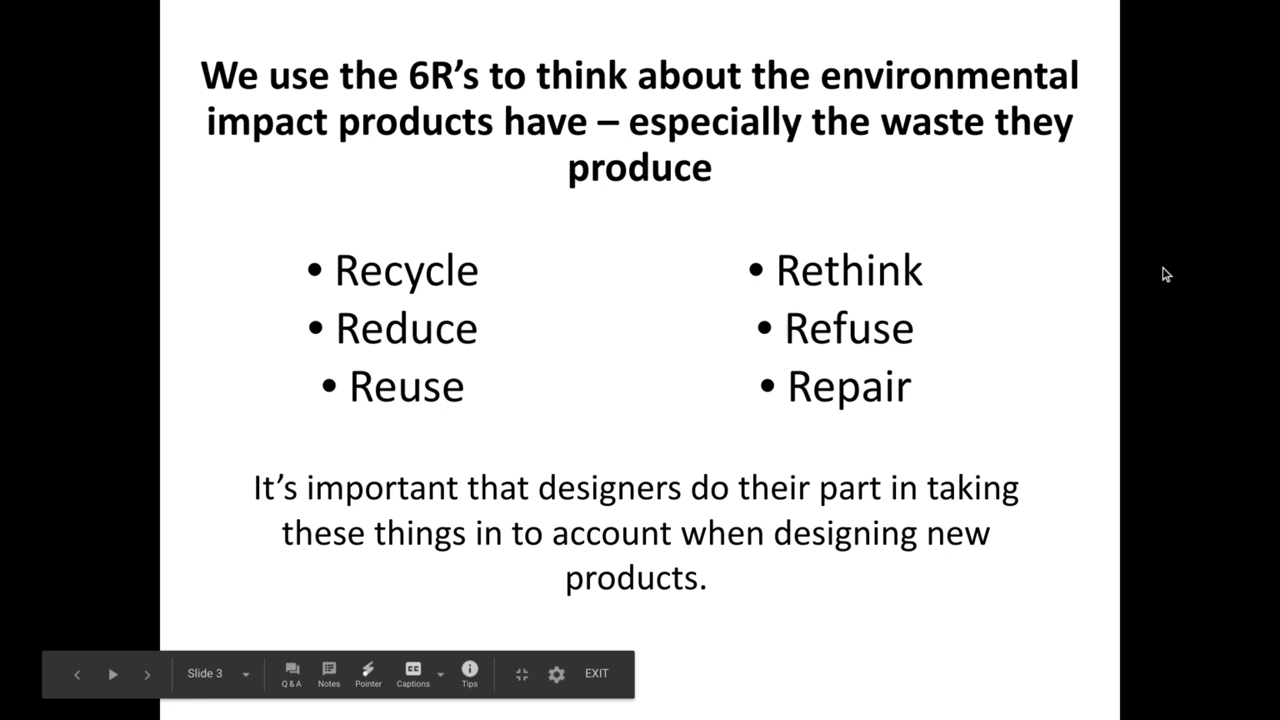 We use the 6R's to think about the environmental
impact products have – especially the waste they
produce
• Recycle
• Reduce
• Reuse
• Rethink
• Refuse
• Repair
It's important that designers do their part in taking
these things in to account when designing new
products.
Slide 3
Q & A
Notes
Pointer
CC
Captions
Tips
EXIT